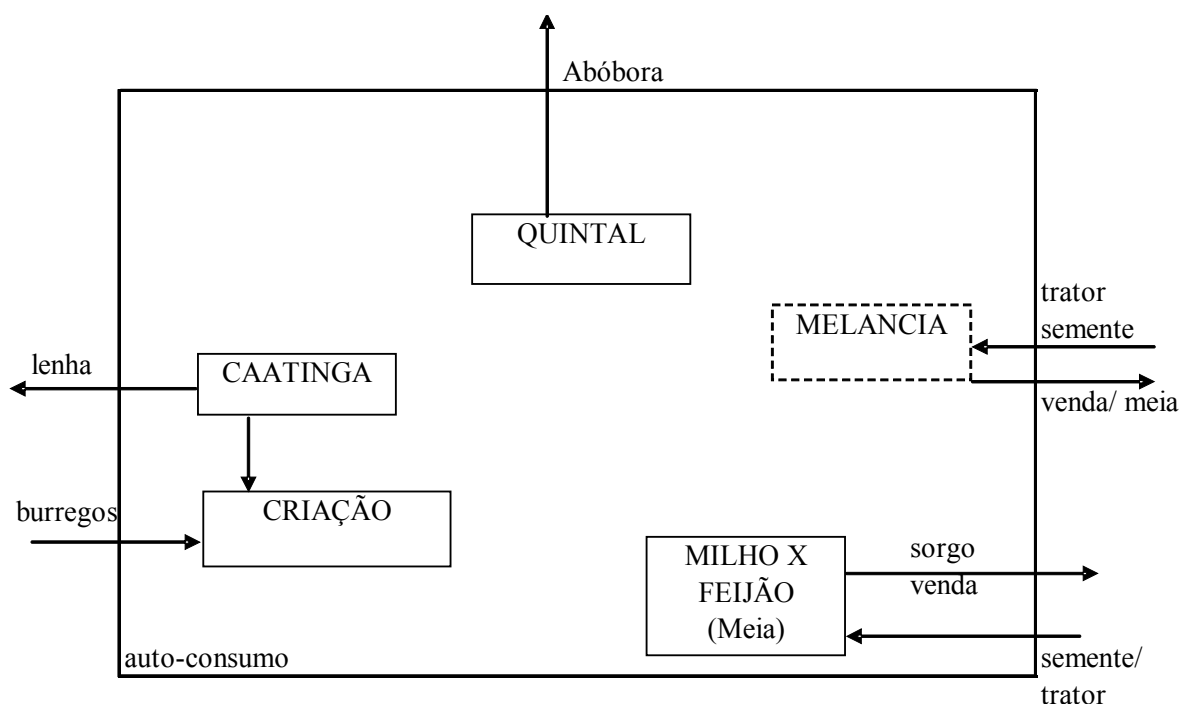 Abóbora
QUINTAL
trator
semente
MELANCIA
venda/ meia
lenha
CAATINGA
burregos
CRIAÇÃO
MILHO X
FEIJÃO
(Meia)
sorgo
venda
auto-consumo
semente/
trator